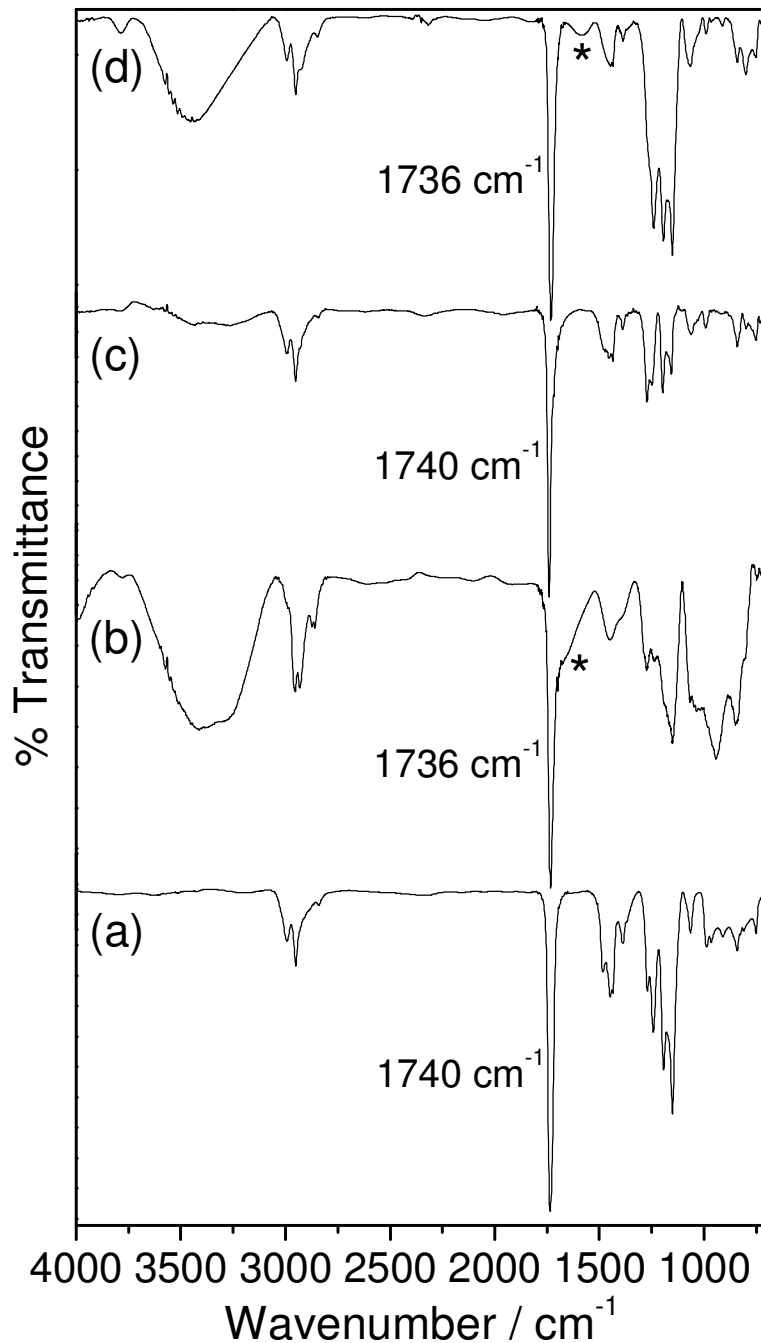 (d)
*
1736 cm⁻¹
(c)
1740 cm⁻¹
(b)
*
1736 cm⁻¹
(a)
1740 cm⁻¹
% Transmittance
4000 3500 3000 2500 2000 1500 1000
Wavenumber / cm⁻¹